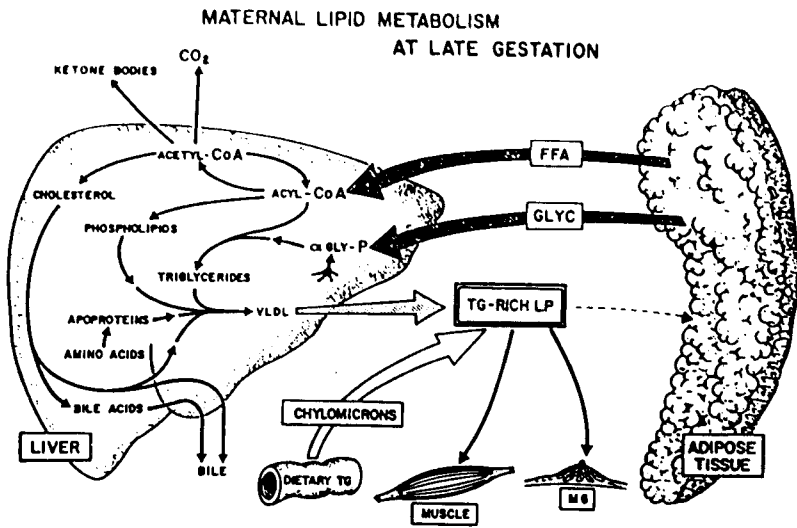 MATERNAL LIPID METABOLISM
AT LATE GESTATION
CO2
KETONE BODIES
ACETYL-CoA
FFA
CHOLESTEROL
ACYL-CoA
PHOSPHOLIPIDS
GLYC
α GLY-P
TRIGLYCERIDES
APOPROTEINS
VLDL
TG-RICH LP
AMINO ACIDS
BILE ACIDS
CHYLOMICRONS
LIVER
ADIPOSE
TISSUE
BILE
DIETARY TG
MUSCLE
MG